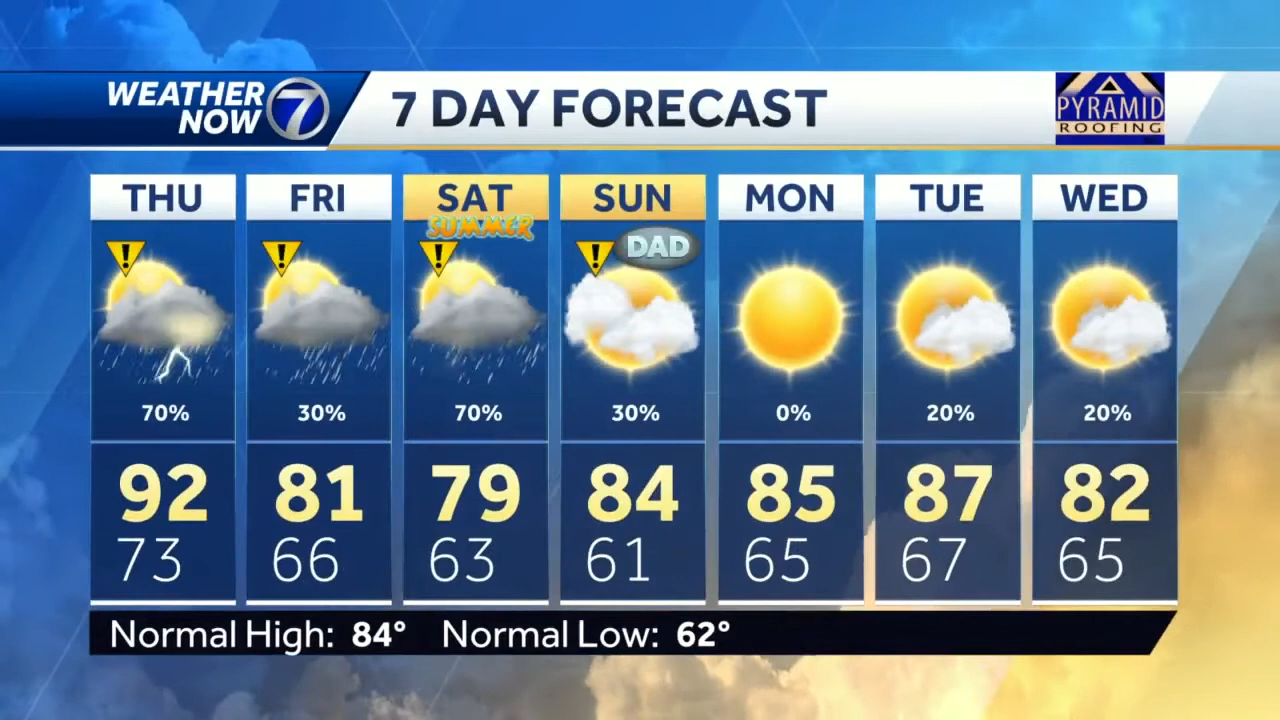 WEATHER
NOW 7
7 DAY FORECAST
PYRAMID
ROOFING
THU FRI SAT SUN MON TUE WED
SUMMER
! ! ! ! DAD
70% 30% 70% 30% 0% 20% 20%
92 81 79 84 85 87 82
73 66 63 61 65 67 65
Normal High: 84° Normal Low: 62°